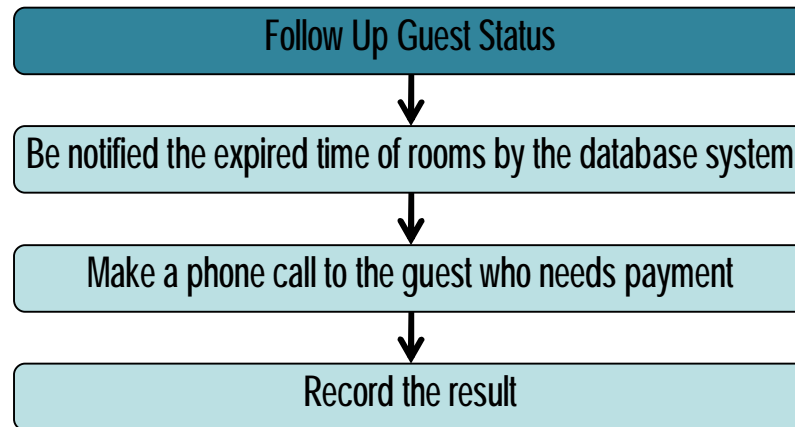 Follow Up Guest Status
Be notified the expired time of rooms by the database system
Make a phone call to the guest who needs payment
Record the result